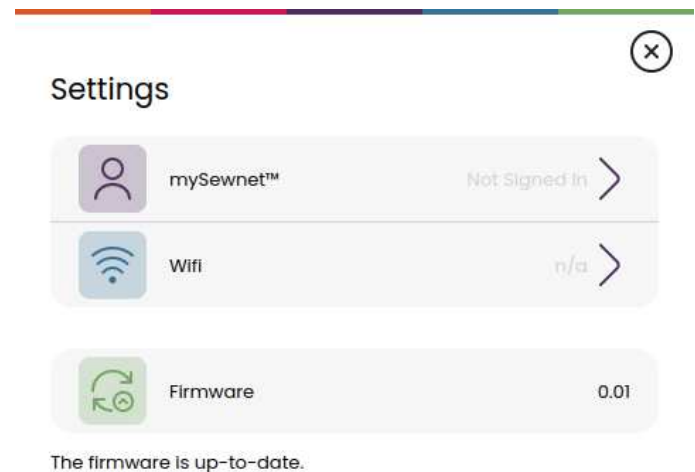 Settings
mySewnet™ Not Signed In
Wifi n/a
Firmware 0.01
The firmware is up-to-date.